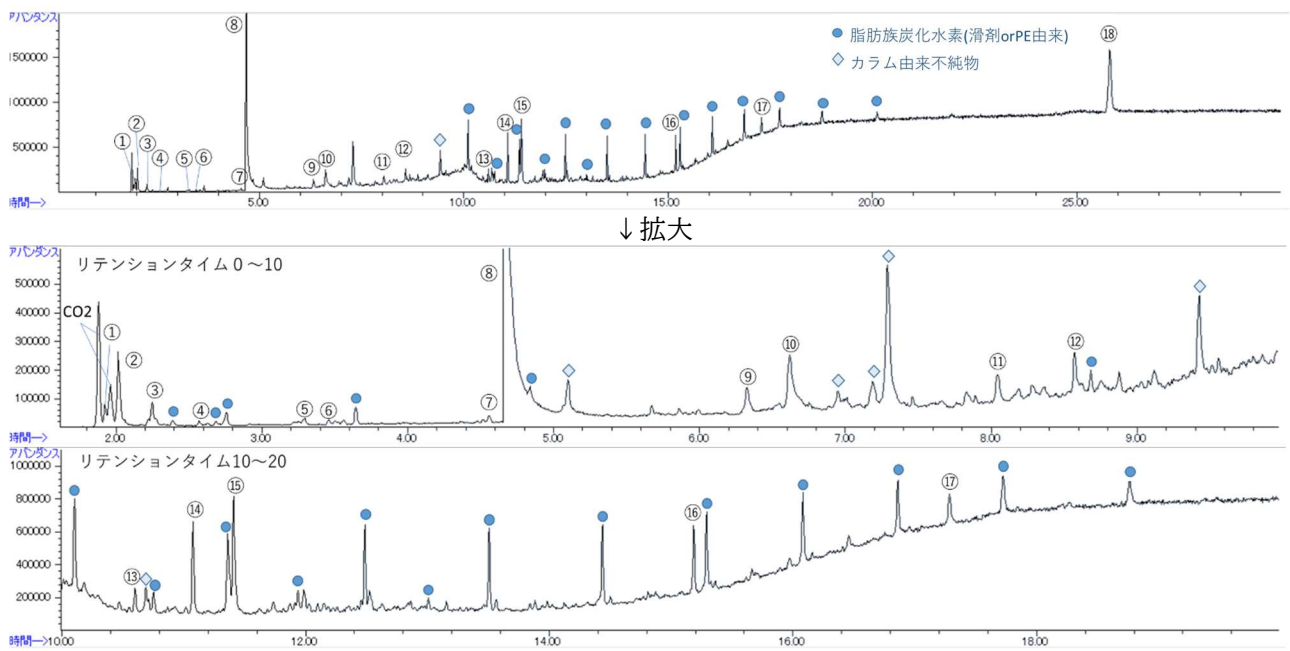 アバンダンス
⑧
● 脂肪族炭化水素(滑剤orPE由来)
◇ カラム由来不純物
⑱
1500000
1000000
500000
① ② ③ ④ ⑤ ⑥ ⑦ ⑨ ⑩ ⑪ ⑫ ⑬ ⑭ ⑮ ⑯ ⑰
時間--> 5.00 10.00 15.00 20.00 25.00
↓拡大
アバンダンス
リテンションタイム0~10
500000
400000
300000
200000
100000
CO2
① ② ③ ④ ⑤ ⑥ ⑦ ⑧ ⑨ ⑩ ⑪ ⑫
時間--> 2.00 3.00 4.00 5.00 6.00 7.00 8.00 9.00
アバンダンス
リテンションタイム10~20
1000000
800000
600000
400000
200000
⑬ ⑭ ⑮ ⑯ ⑰
時間--> 10.00 12.00 14.00 16.00 18.00